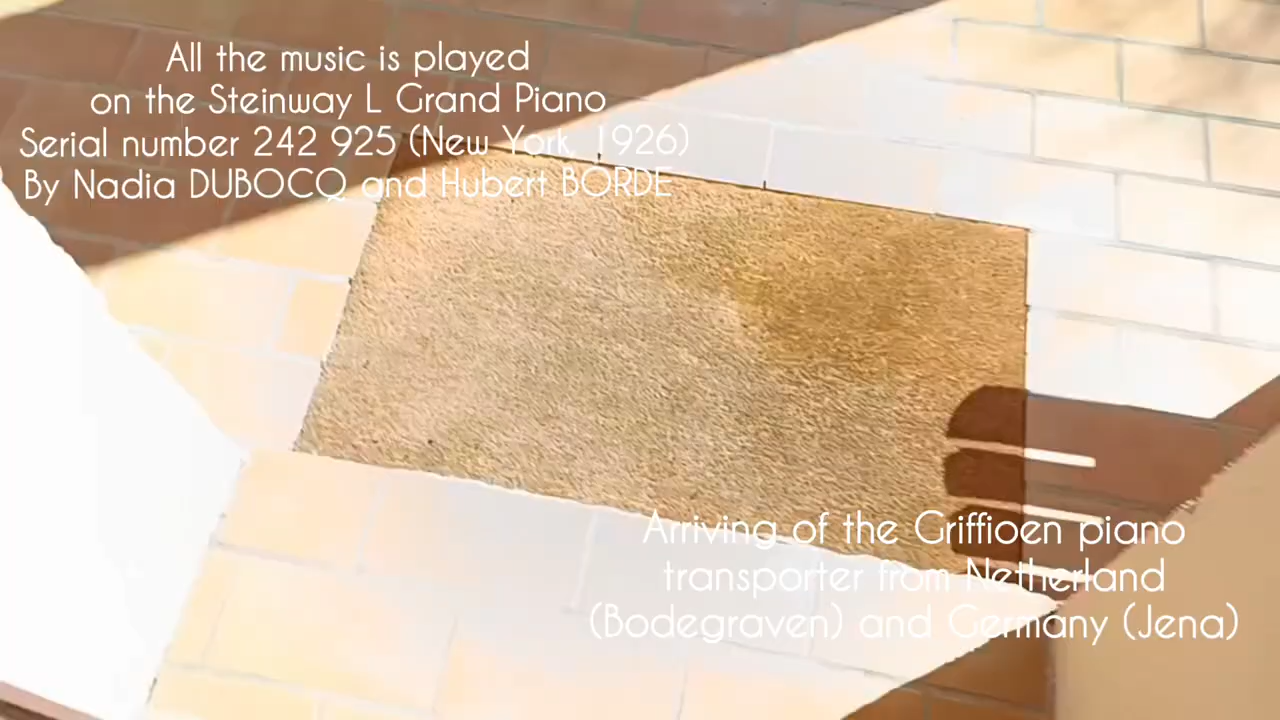 All the music is played
on the Steinway L Grand Piano
Serial number 242 925 (New York, 1926)
By Nadia DUBOCQ and Hubert BORDE
Arriving of the Griffioen piano
transporter from Netherland
(Bodegraven) and Germany (Jena)